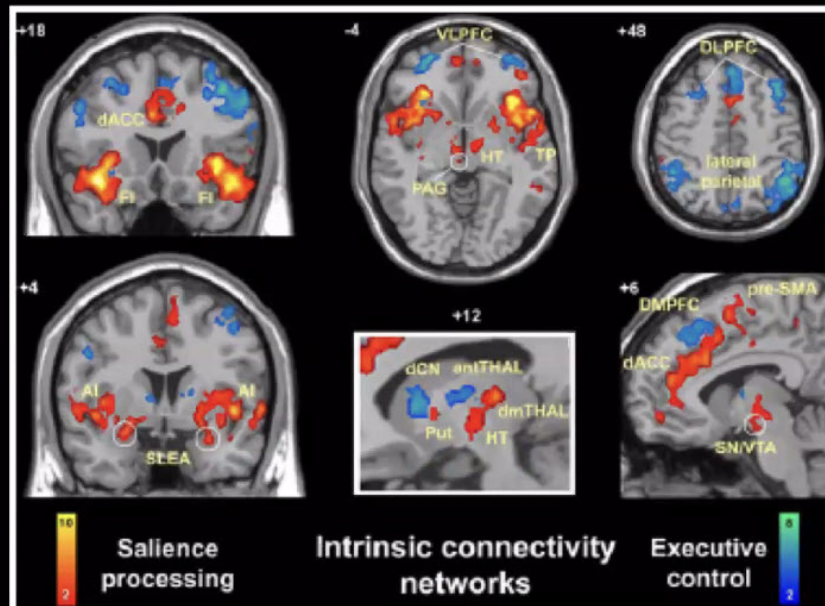 +18
dACC
FI
FI
-4
VLPFC
HT
TP
PAG
+48
DLPFC
lateral
parietal
+4
AI
AI
SLEA
+12
dCN
antTHAL
dmTHAL
Put
HT
+6
pre-SMA
DMPFC
dACC
SN/VTA
10
2
Salience
processing
Intrinsic connectivity
networks
Executive
control
8
2